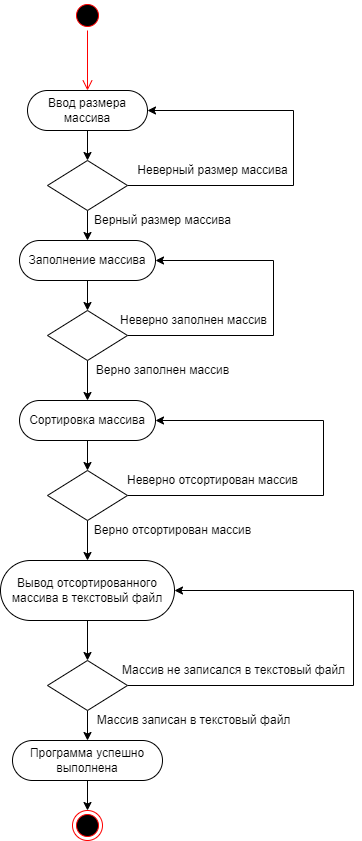 Ввод размера
массива
Неверный размер массива
Верный размер массива
Заполнение массива
Неверно заполнен массив
Верно заполнен массив
Сортировка массива
Неверно отсортирован массив
Верно отсортирован массив
Вывод отсортированного
массива в текстовый файл
Массив не записался в текстовый файл
Массив записан в текстовый файл
Программа успешно
выполнена